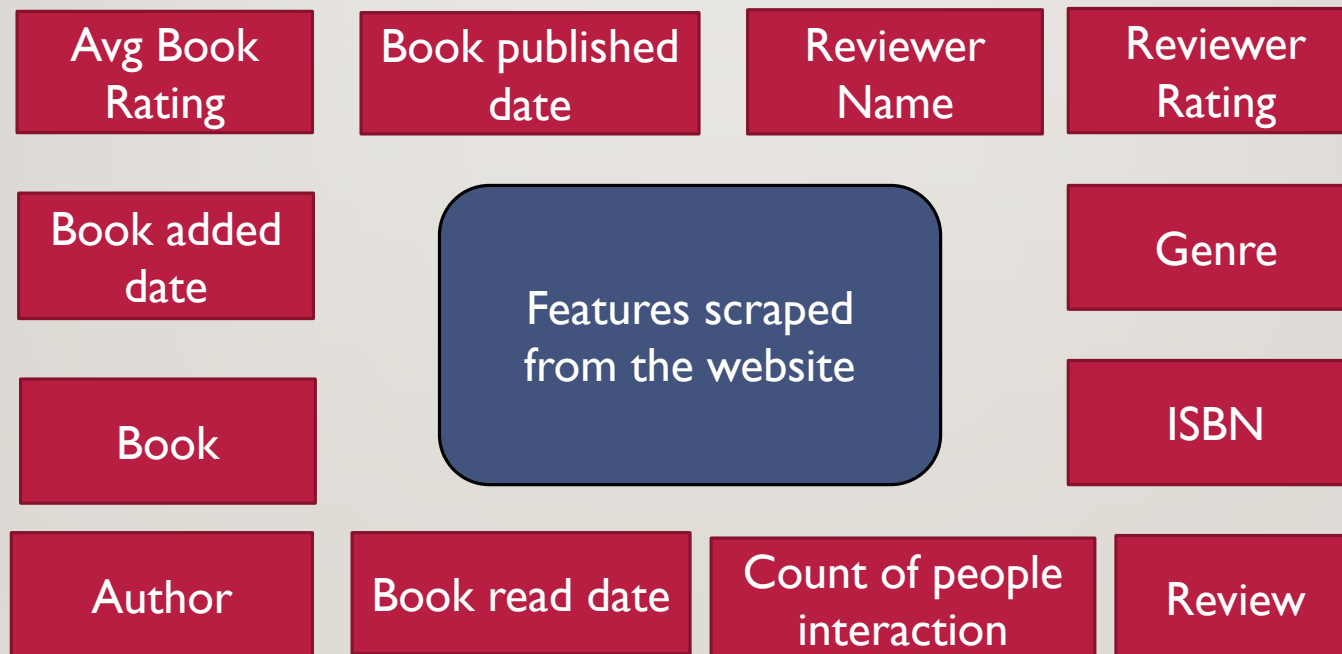 Avg Book
Rating
Book published
date
Reviewer
Name
Reviewer
Rating
Book added
date
Features scraped
from the website
Genre
Book
ISBN
Author
Book read date
Count of people
interaction
Review